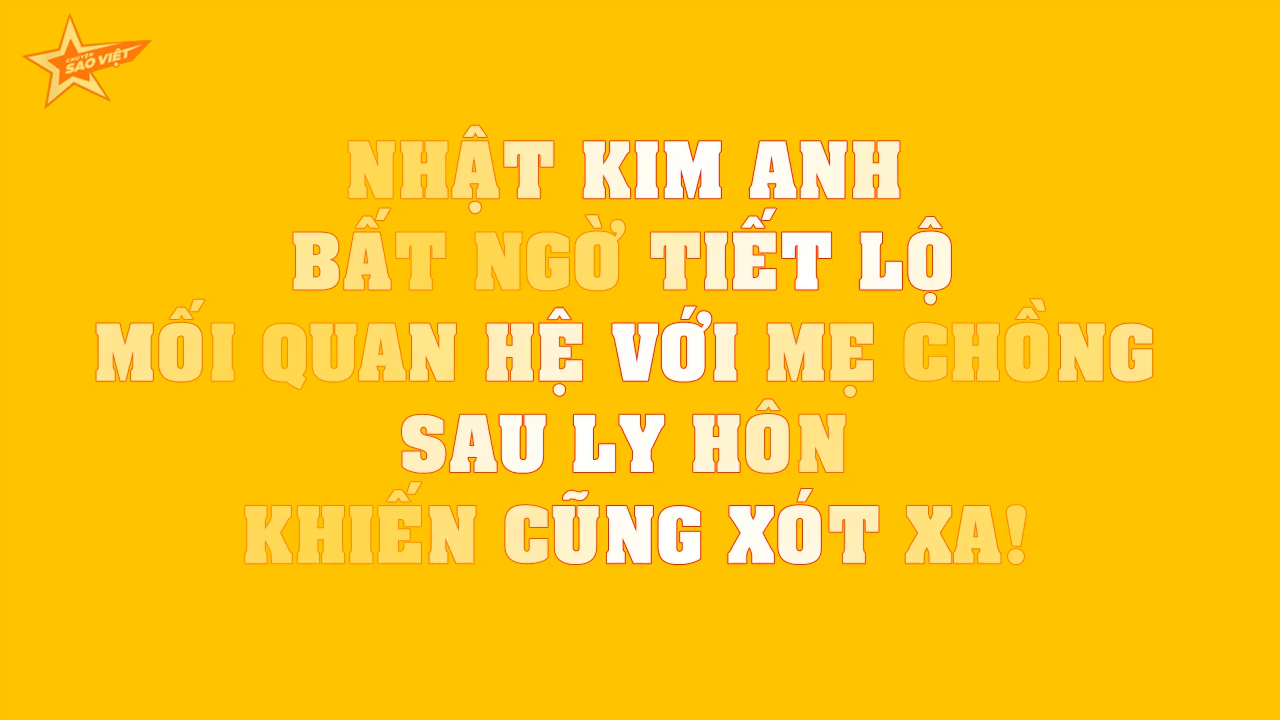 CHUYỆN
SAO VIỆT
NHẬT KIM ANH
BẤT NGỜ TIẾT LỘ
MỐI QUAN HỆ VỚI MẸ CHỒNG
SAU LY HÔN
KHIẾN CŨNG XÓT XA!